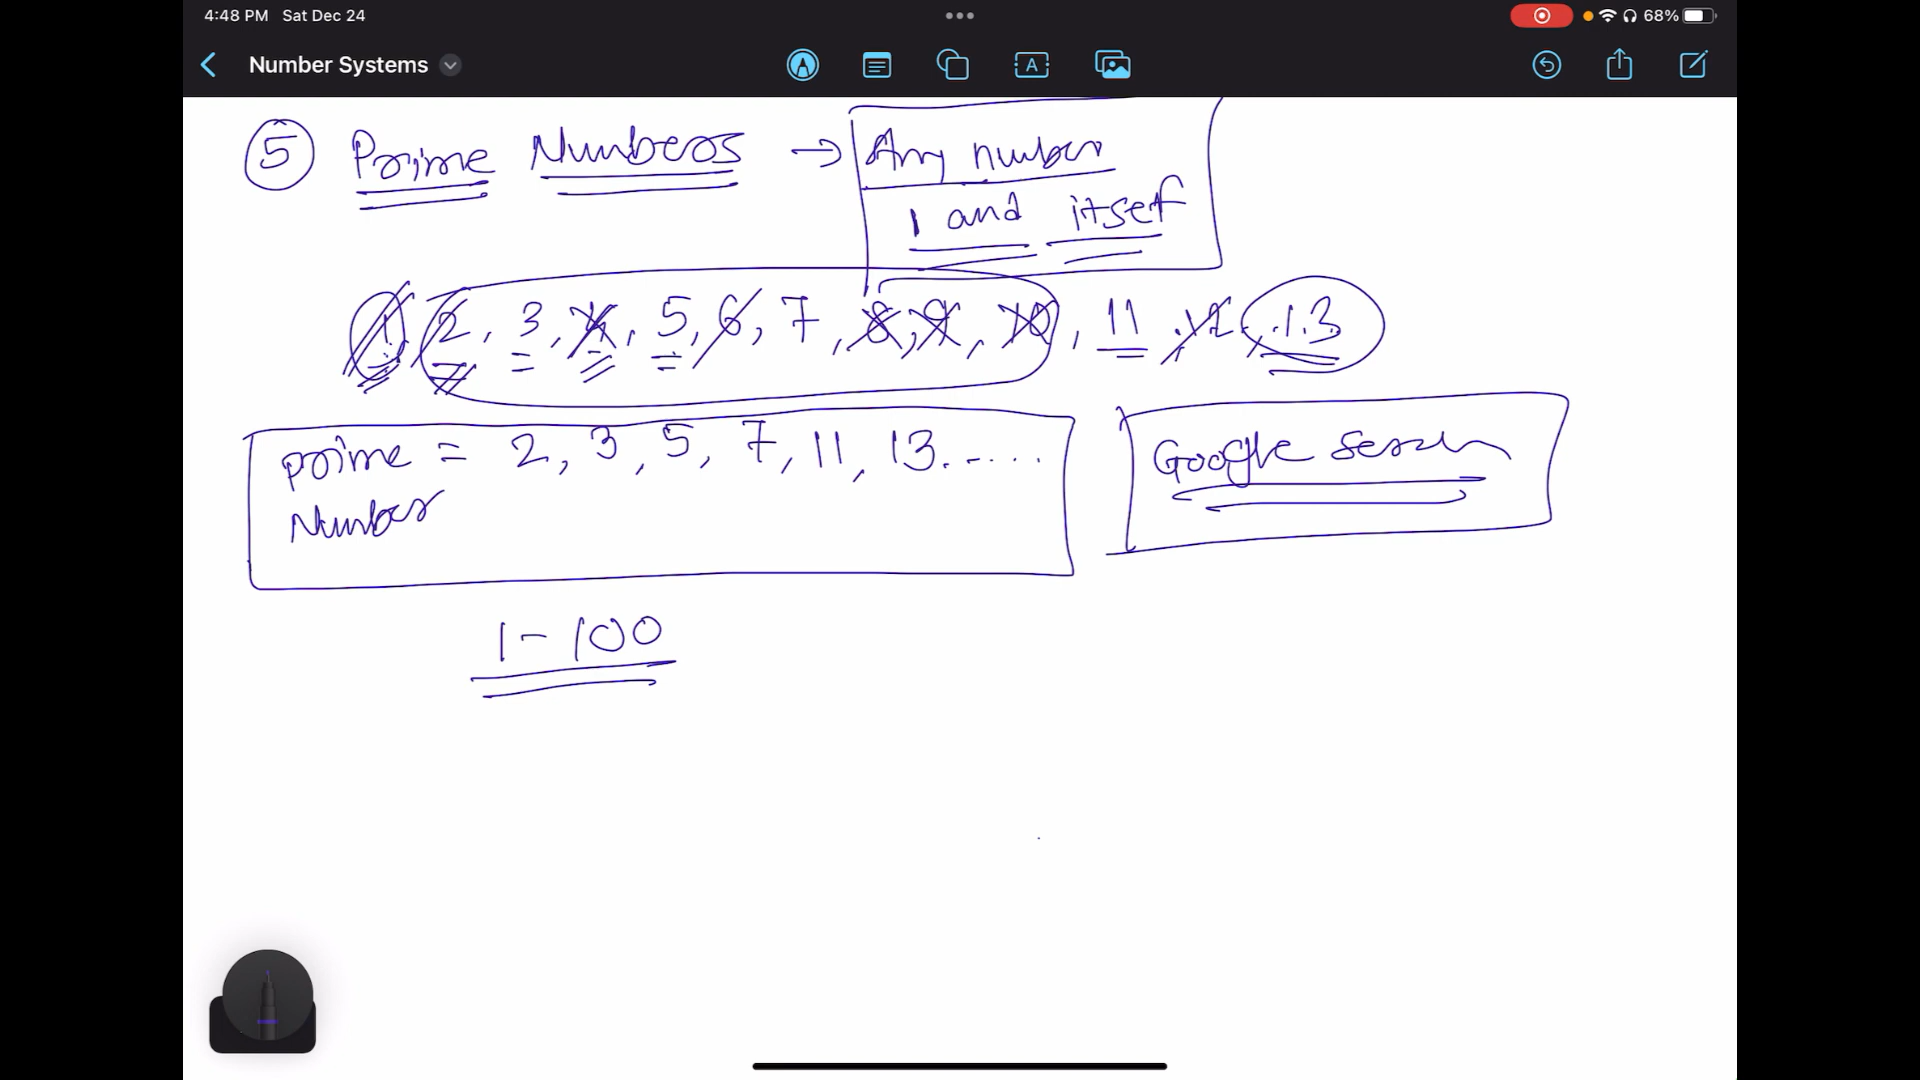 4:48 PM Sat Dec 24
68%
Number Systems
A
5 Prime Numbers → Any number
1 and itsef
1, 2, 3, 4, 5, 6, 7, 8, 9, 10, 11, 12, 13
prime = 2, 3, 5, 7, 11, 13.....
Number
Google serach
1 - 100